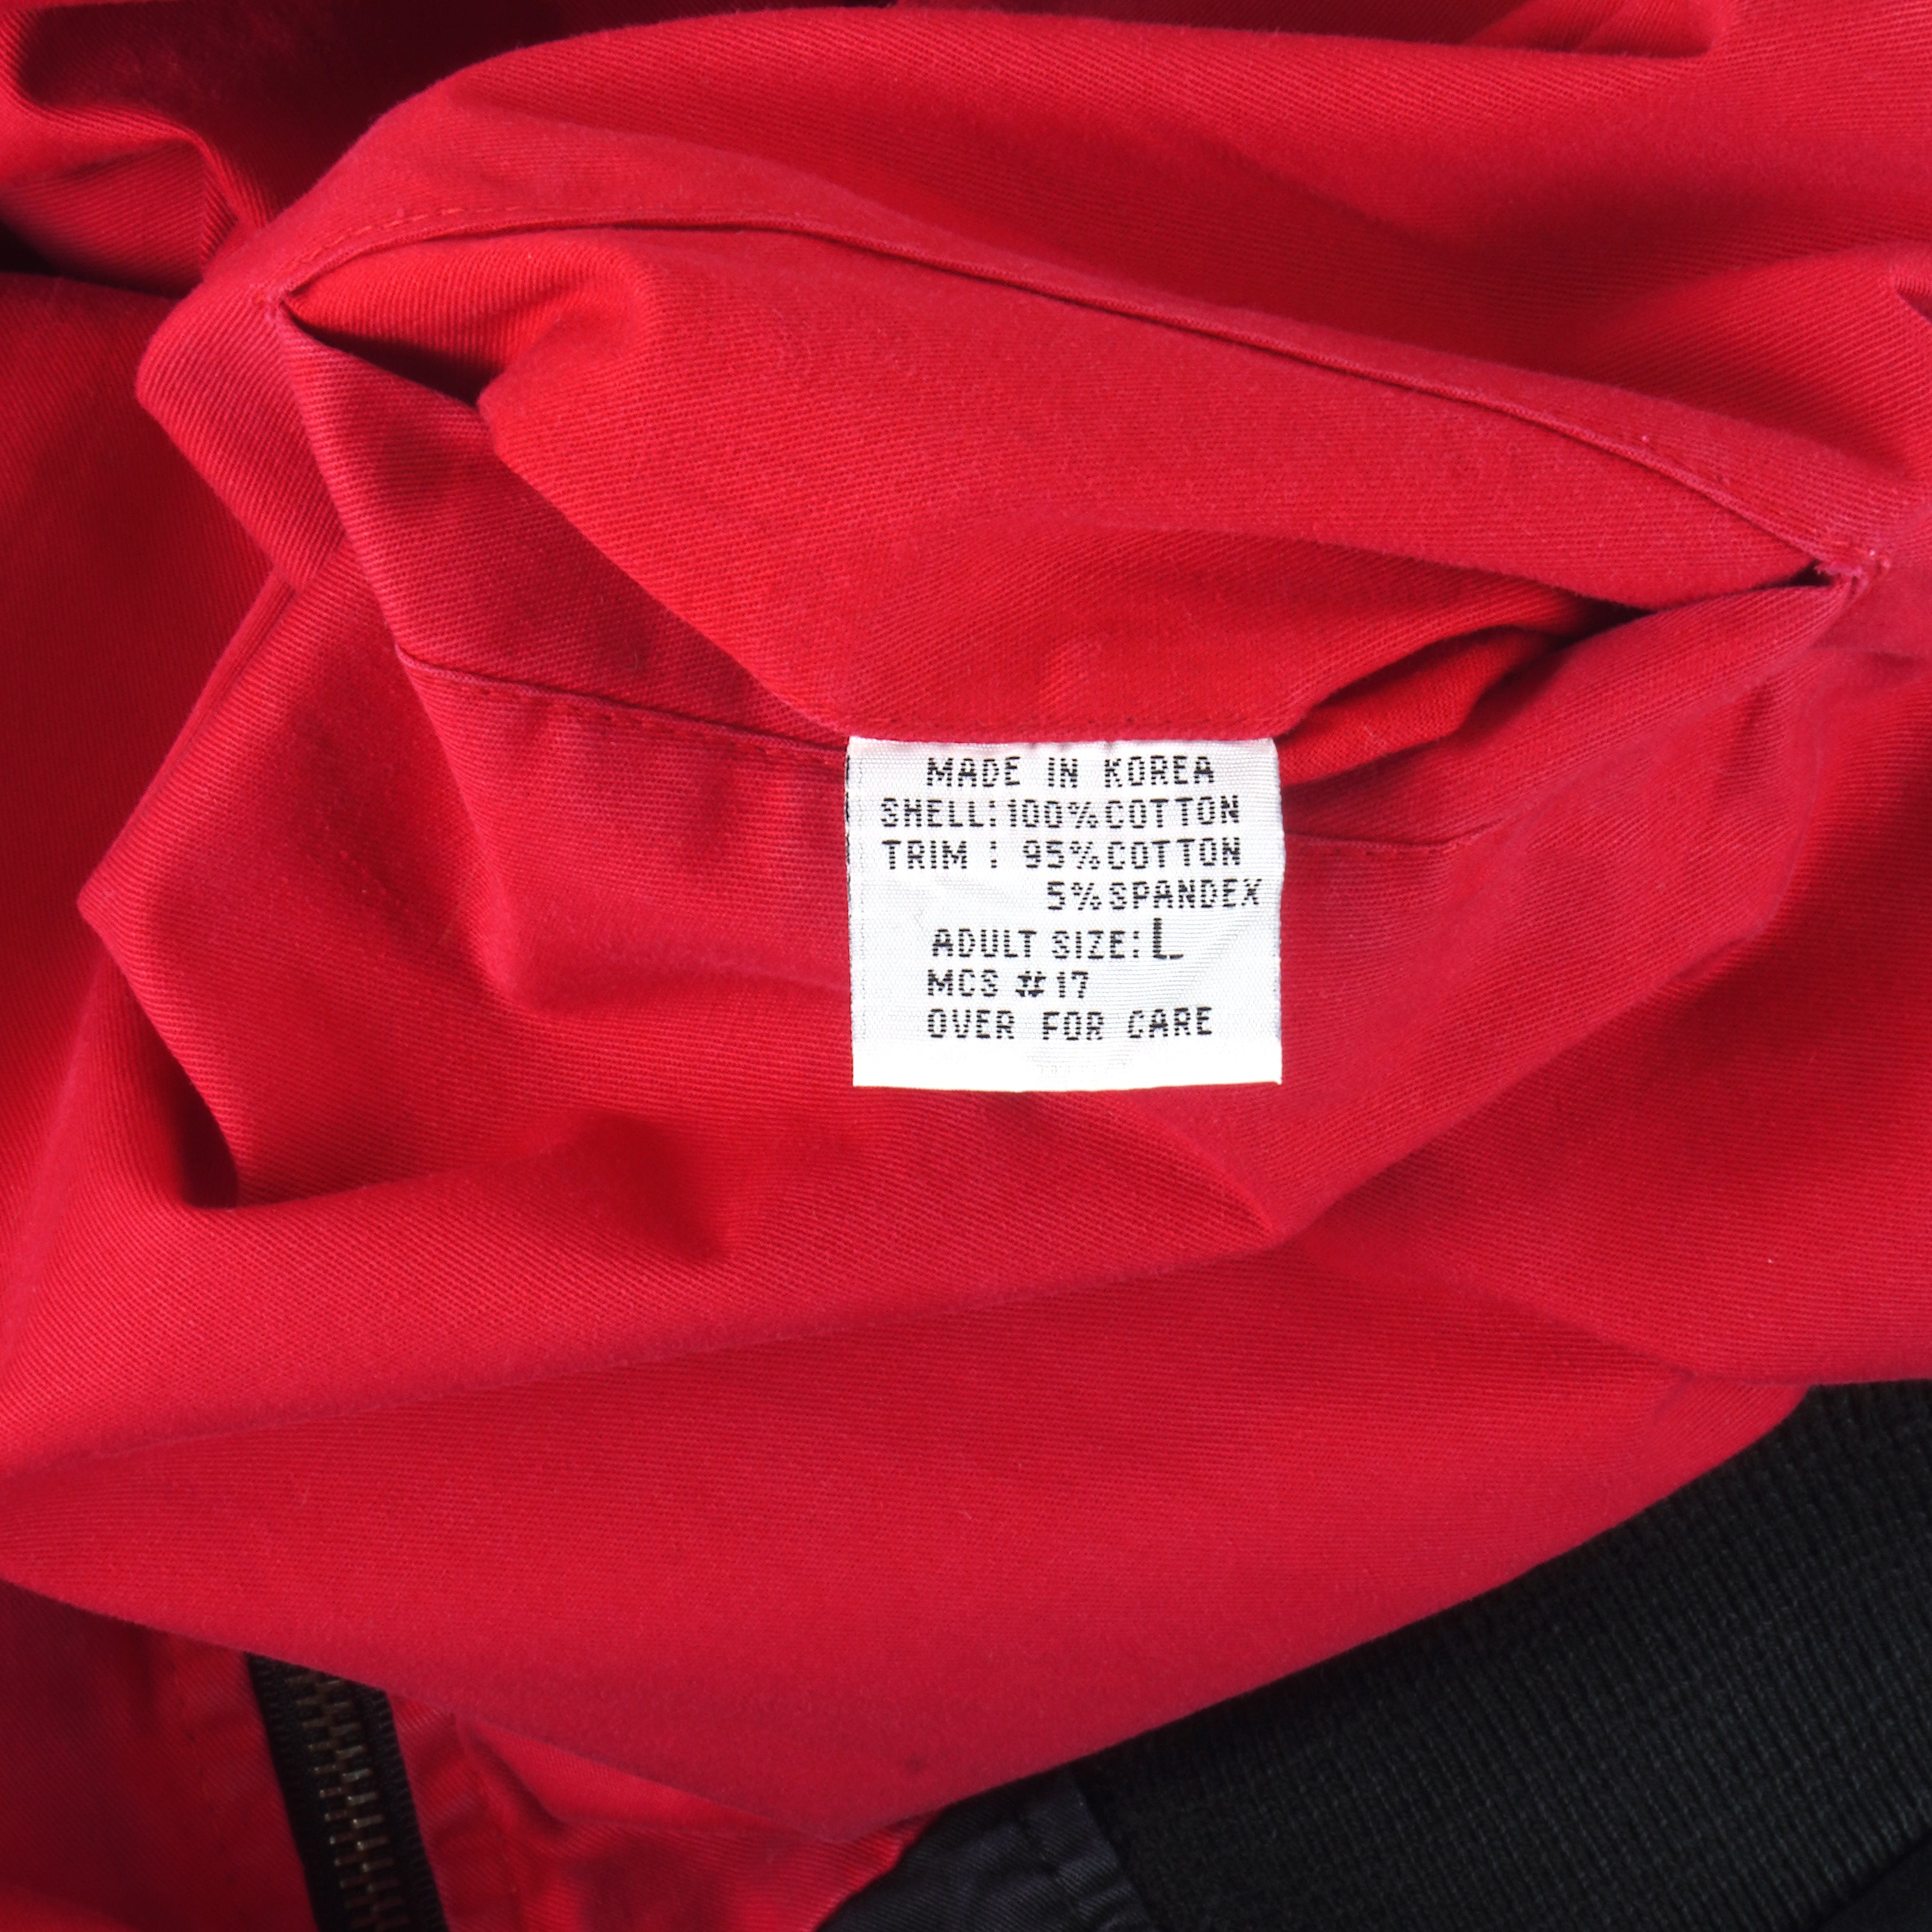 MADE IN KOREA
SHELL:100%COTTON
TRIM : 95%COTTON
5%SPANDEX
ADULT SIZE:L
MCS #17
OVER FOR CARE